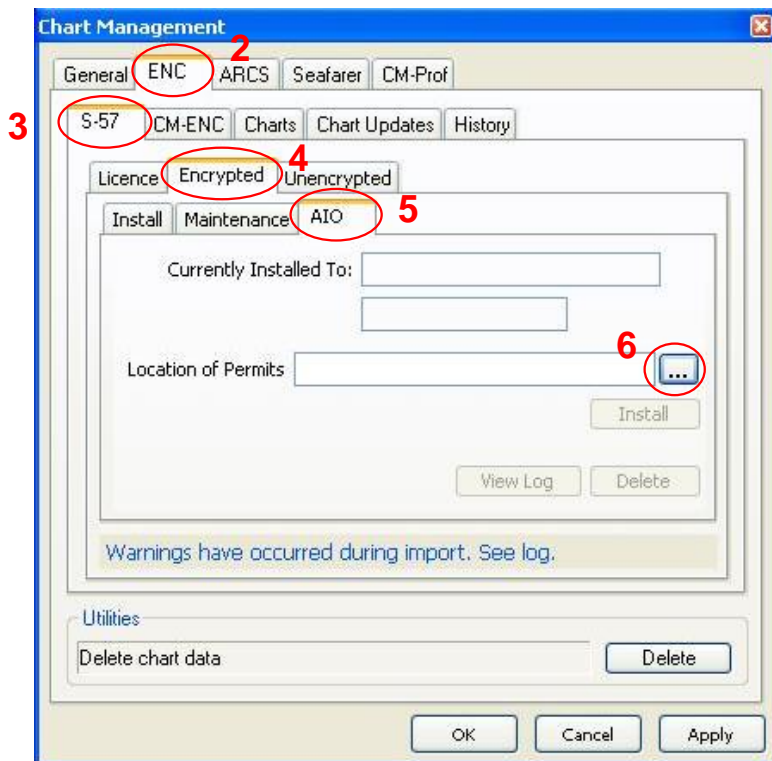 Chart Management
2
General ENC ARCS Seafarer CM-Prof
3 S-57 CM-ENC Charts Chart Updates History
4
Licence Encrypted Unencrypted
Install Maintenance AIO 5
Currently Installed To:
6
Location of Permits ...
Install
View Log Delete
Warnings have occurred during import. See log.
Utilities
Delete chart data Delete
OK Cancel Apply